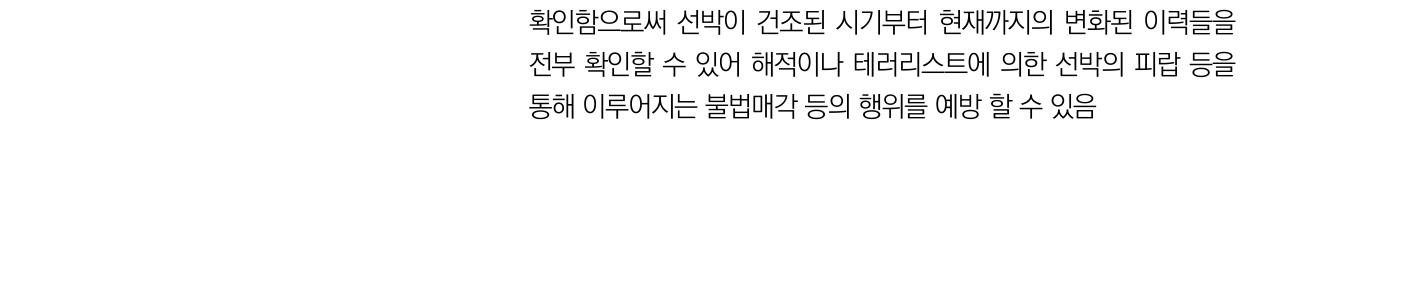 확인함으로써 선박이 건조된 시기부터 현재까지의 변화된 이력들을
전부 확인할 수 있어 해적이나 테러리스트에 의한 선박의 피랍 등을
통해 이루어지는 불법매각 등의 행위를 예방 할 수 있음